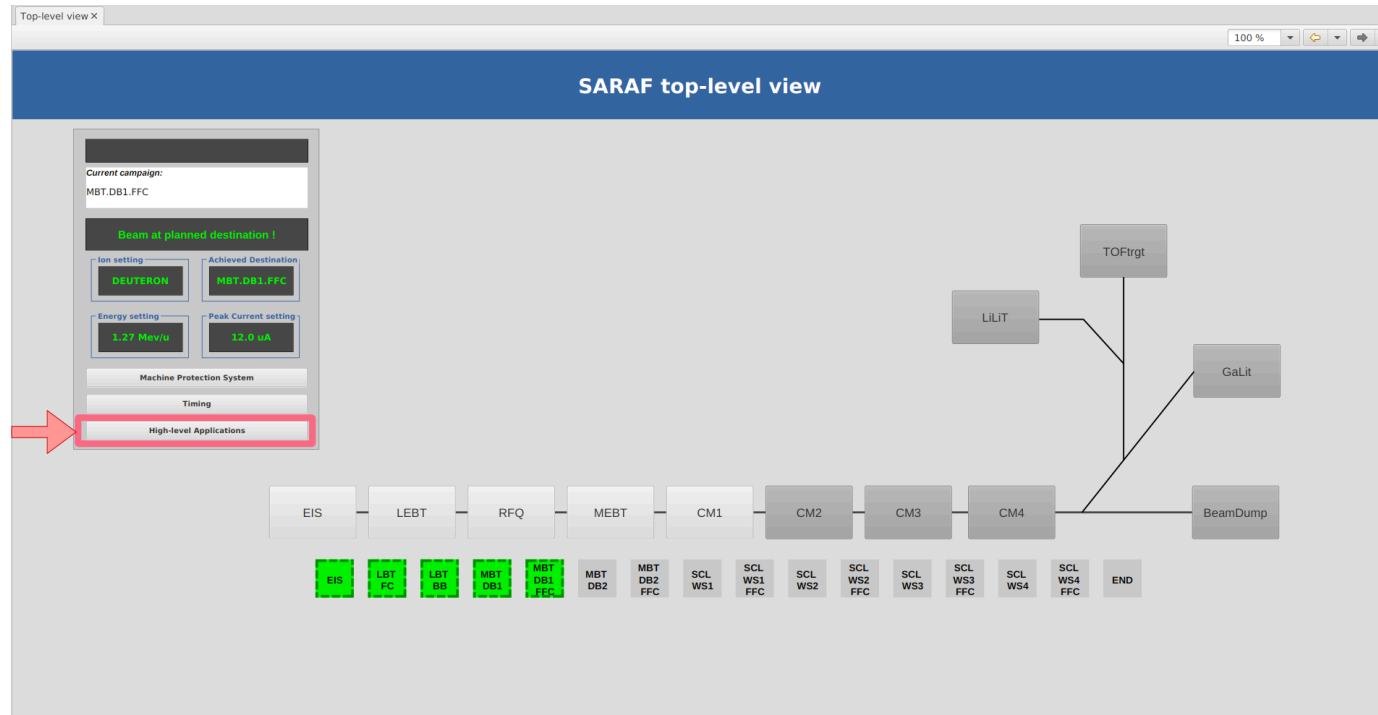 Top-level view ×
100 %
SARAF top-level view
Current campaign:
MBT.DB1.FFC
Beam at planned destination !
Ion setting
Achieved Destination
DEUTERON
MBT.DB1.FFC
Energy setting
Peak Current setting
1.27 Mev/u
12.0 uA
Machine Protection System
Timing
High-level Applications
TOFtrgt
LiLiT
GaLit
EIS
LEBT
RFQ
MEBT
CM1
CM2
CM3
CM4
BeamDump
EIS
LBT
FC
LBT
BB
MBT
DB1
MBT
DB1
FFC
MBT
DB2
MBT
DB2
FFC
SCL
WS1
SCL
WS1
FFC
SCL
WS2
SCL
WS2
FFC
SCL
WS3
SCL
WS3
FFC
SCL
WS4
SCL
WS4
FFC
END